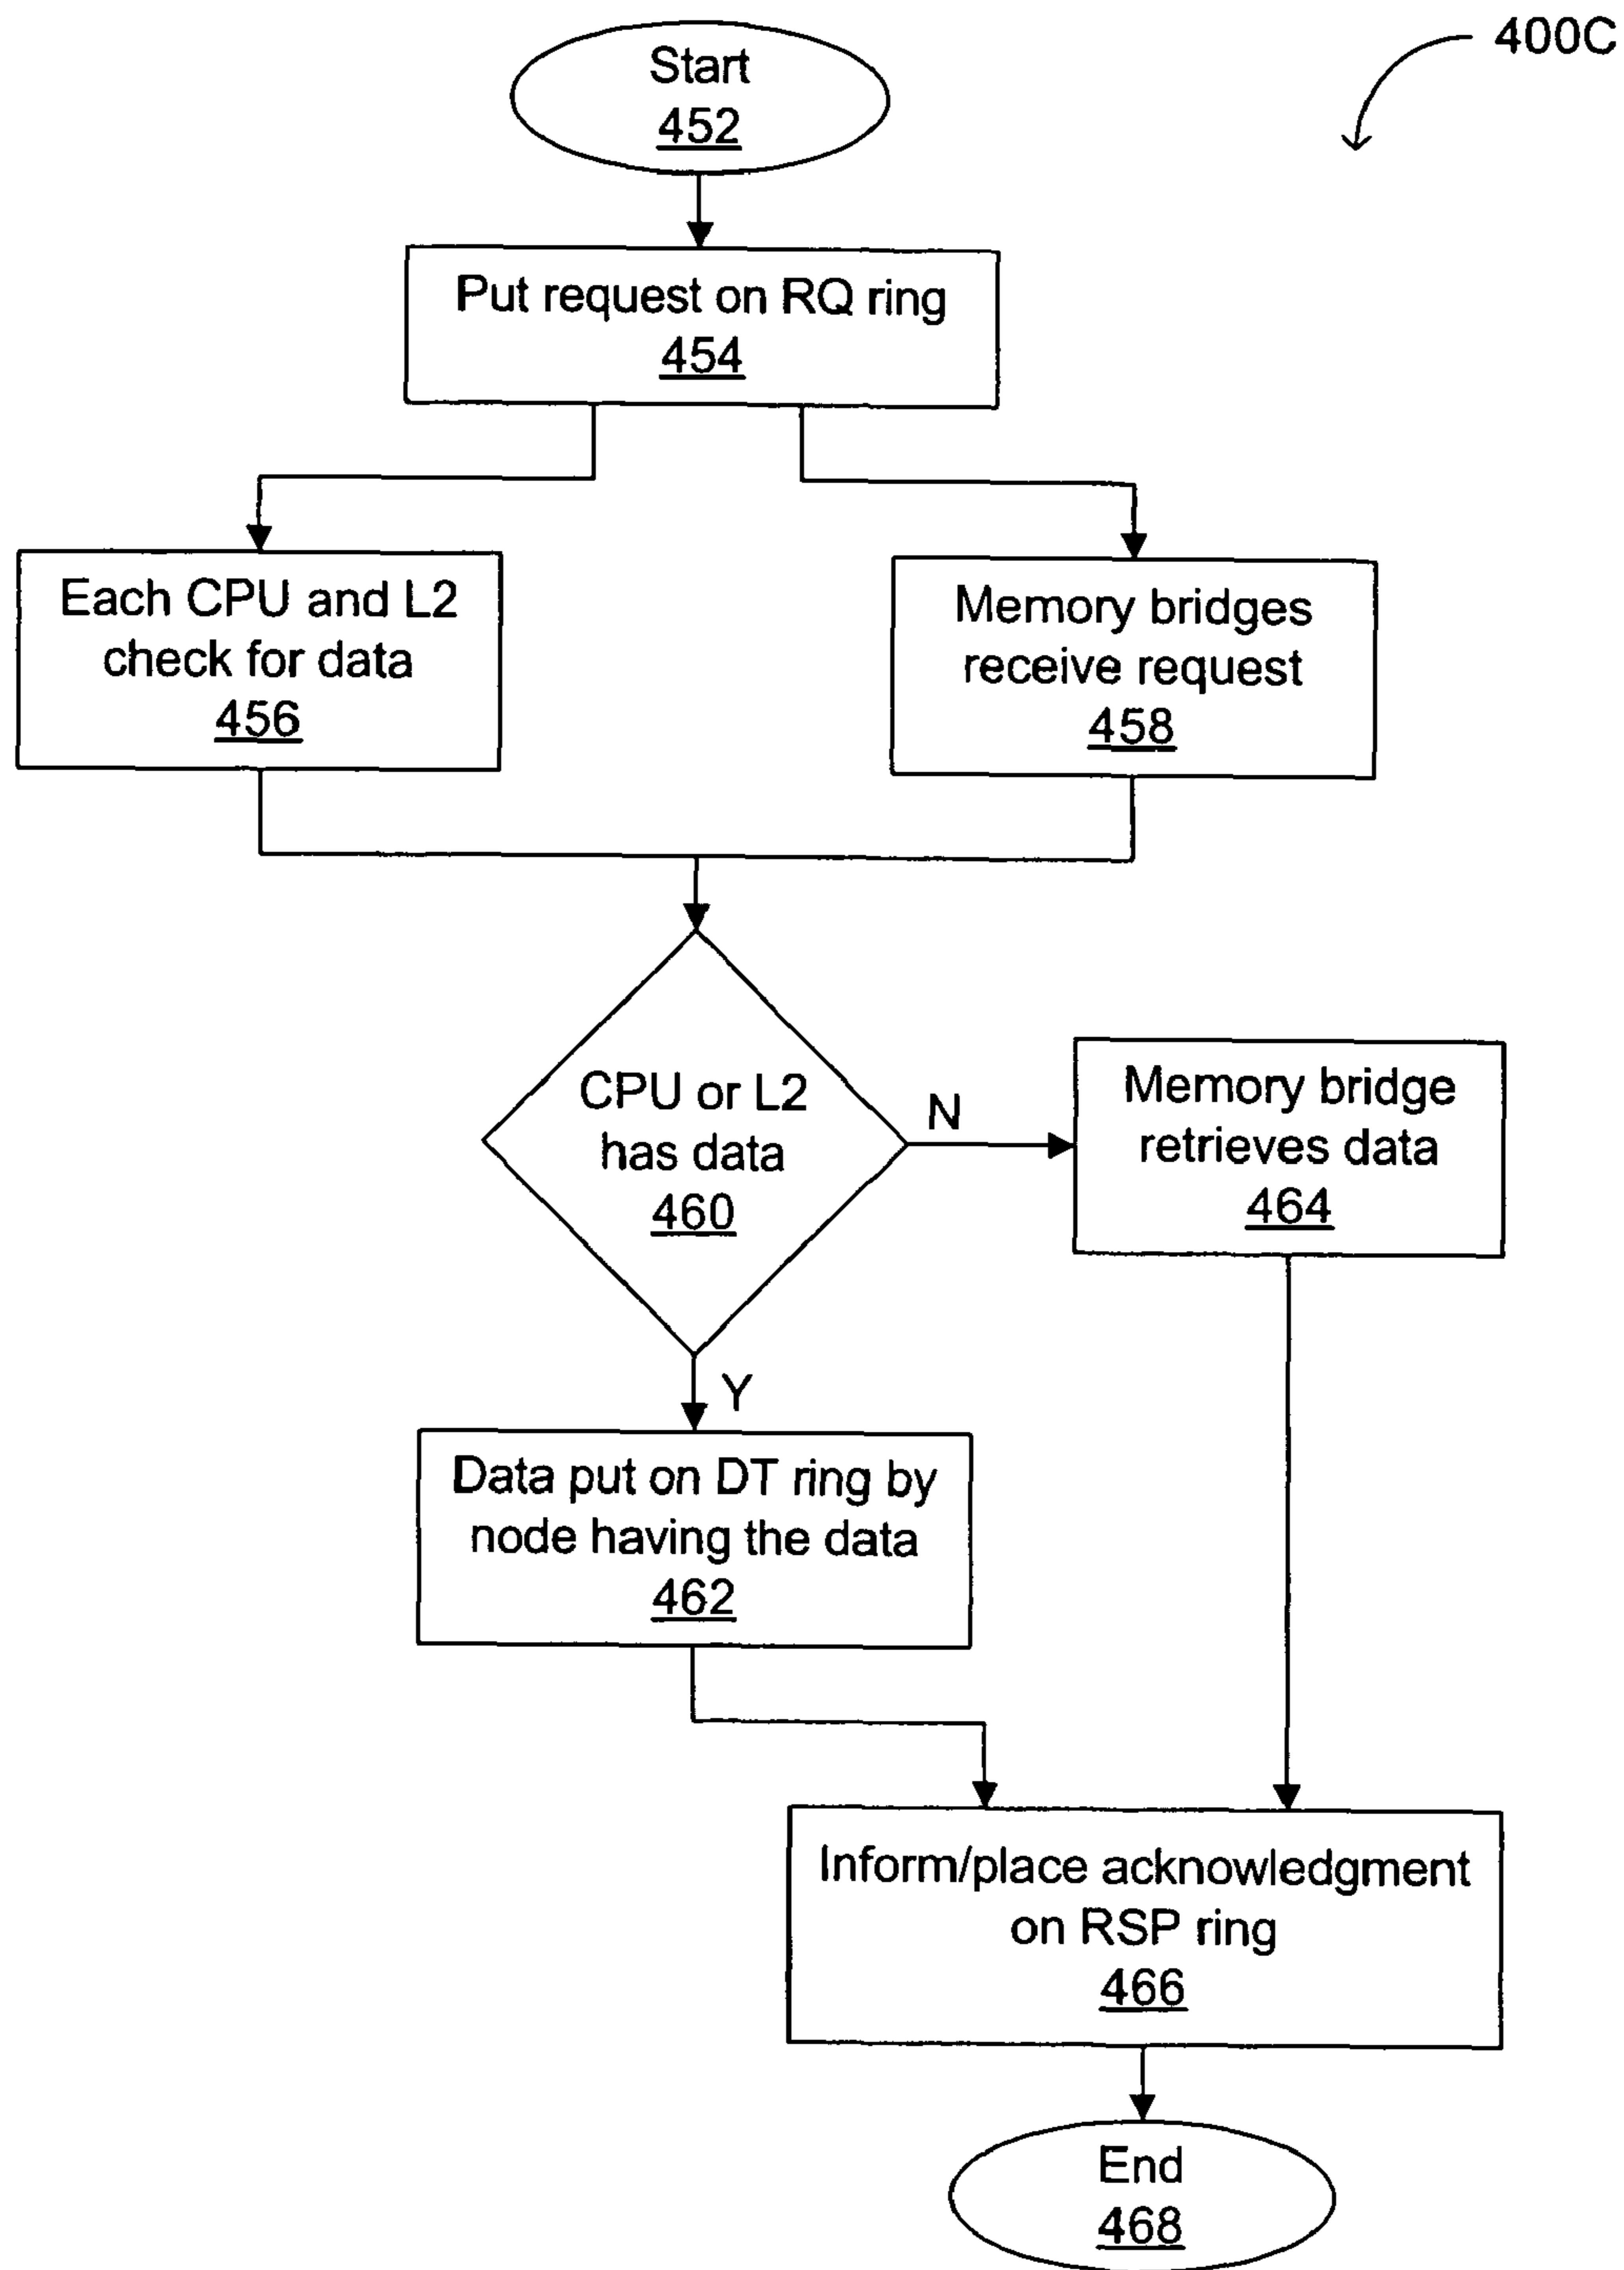 400C
Start
452
Put request on RQ ring
454
Each CPU and L2
check for data
456
Memory bridges
receive request
458
CPU or L2
has data
460
N
Memory bridge
retrieves data
464
Y
Data put on DT ring by
node having the data
462
Inform/place acknowledgment
on RSP ring
466
End
468